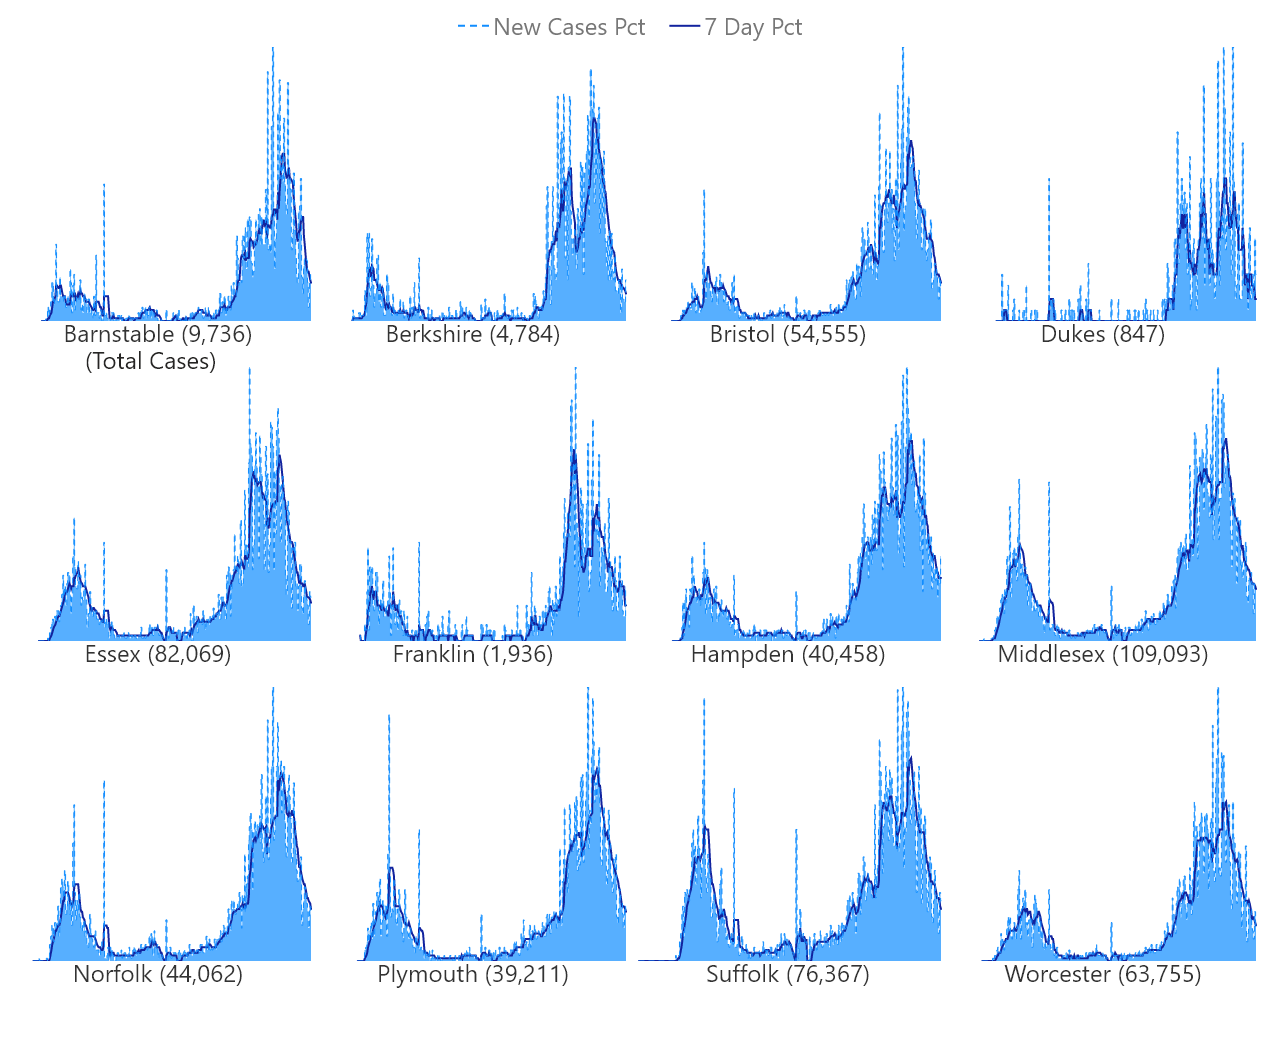 New Cases Pct 7 Day Pct
Barnstable (9,736) Berkshire (4,784) Bristol (54,555) Dukes (847)
(Total Cases)
Essex (82,069) Franklin (1,936) Hampden (40,458) Middlesex (109,093)
Norfolk (44,062) Plymouth (39,211) Suffolk (76,367) Worcester (63,755)